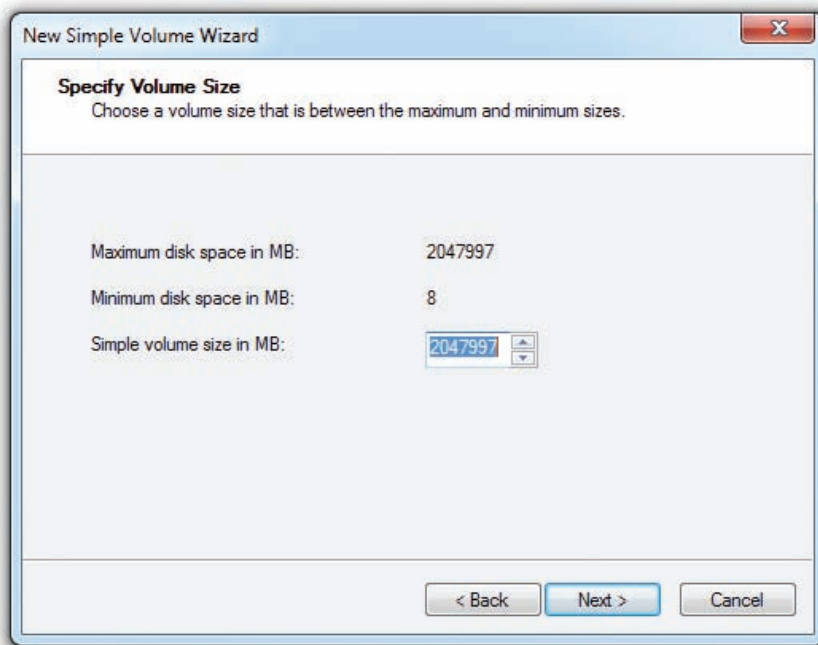 New Simple Volume Wizard
Specify Volume Size
Choose a volume size that is between the maximum and minimum sizes.
Maximum disk space in MB: 2047997
Minimum disk space in MB: 8
Simple volume size in MB: 2047997
< Back Next > Cancel